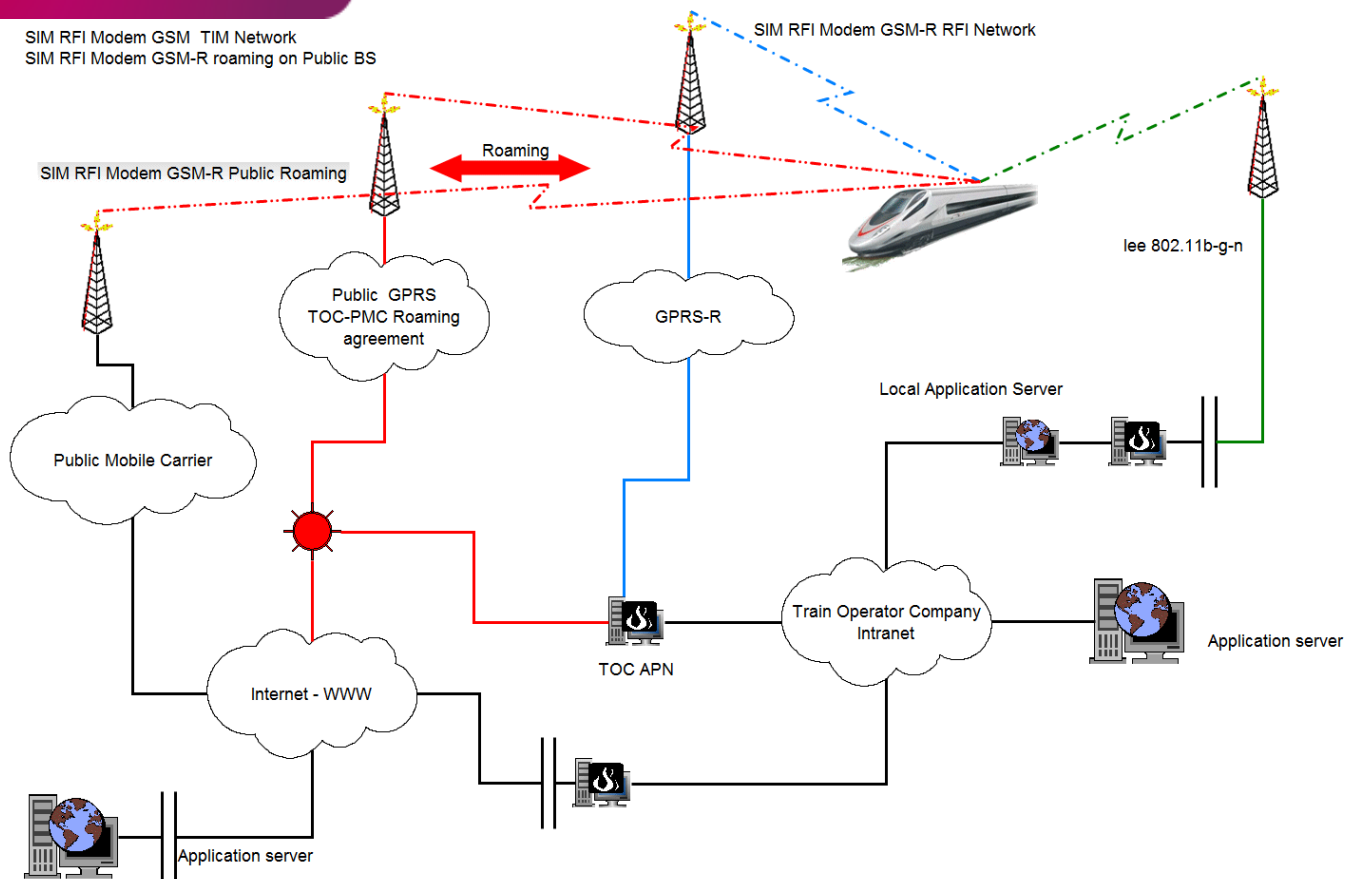 SIM RFI Modem GSM  TIM Network
SIM RFI Modem GSM-R roaming on Public BS
SIM RFI Modem GSM-R RFI Network
Roaming
SIM RFI Modem GSM-R Public Roaming
Iee 802.11b-g-n
Public  GPRS
TOC-PMC Roaming
agreement
GPRS-R
Local Application Server
Public Mobile Carrier
Train Operator Company
Intranet
Application server
TOC APN
Internet - WWW
Application server